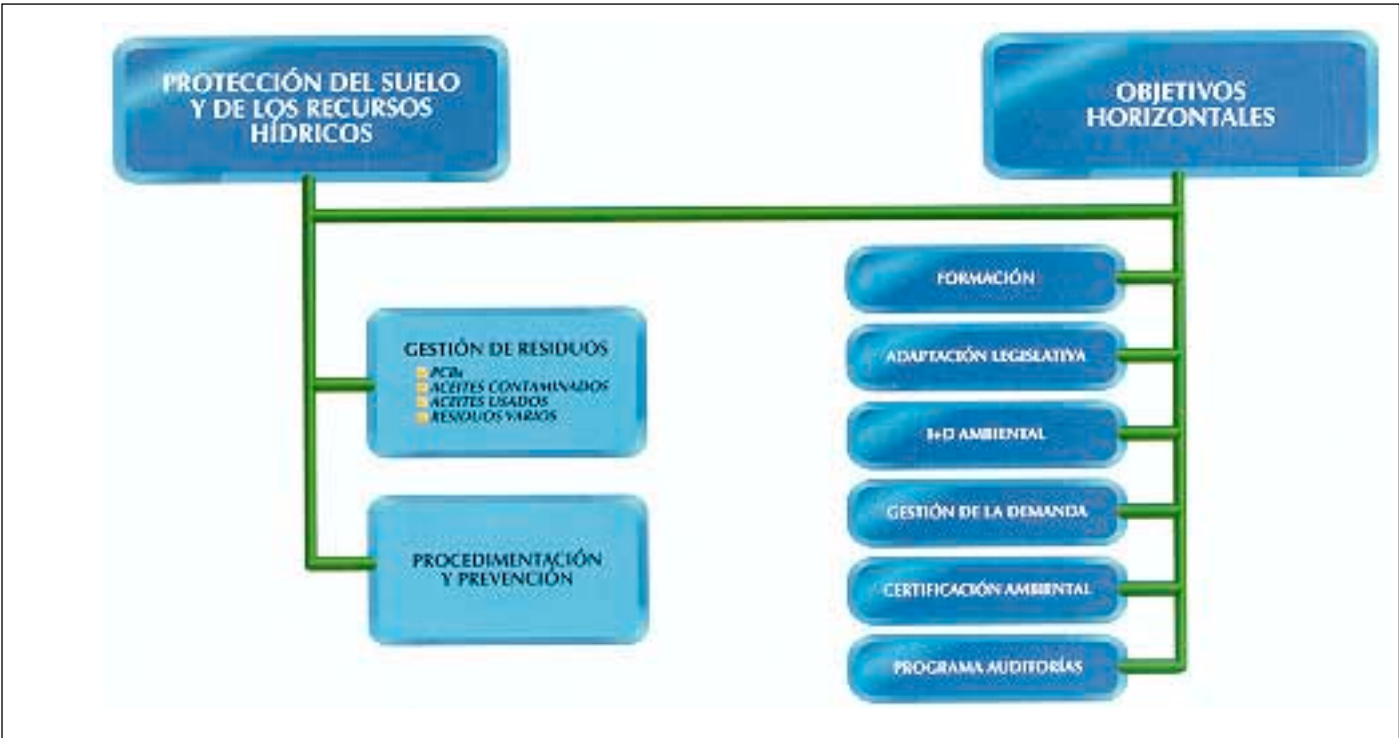 PROTECCIÓN DEL SUELO
Y DE LOS RECURSOS
HÍDRICOS
OBJETIVOS
HORIZONTALES
GESTIÓN DE RESIDUOS
PCBs
ACEITES CONTAMINADOS
ACEITES USADOS
RESIDUOS VARIOS
PROCEDIMENTACIÓN
Y PREVENCIÓN
FORMACIÓN
ADAPTACIÓN LEGISLATIVA
I+D AMBIENTAL
GESTIÓN DE LA DEMANDA
CERTIFICACIÓN AMBIENTAL
PROGRAMA AUDITORÍAS